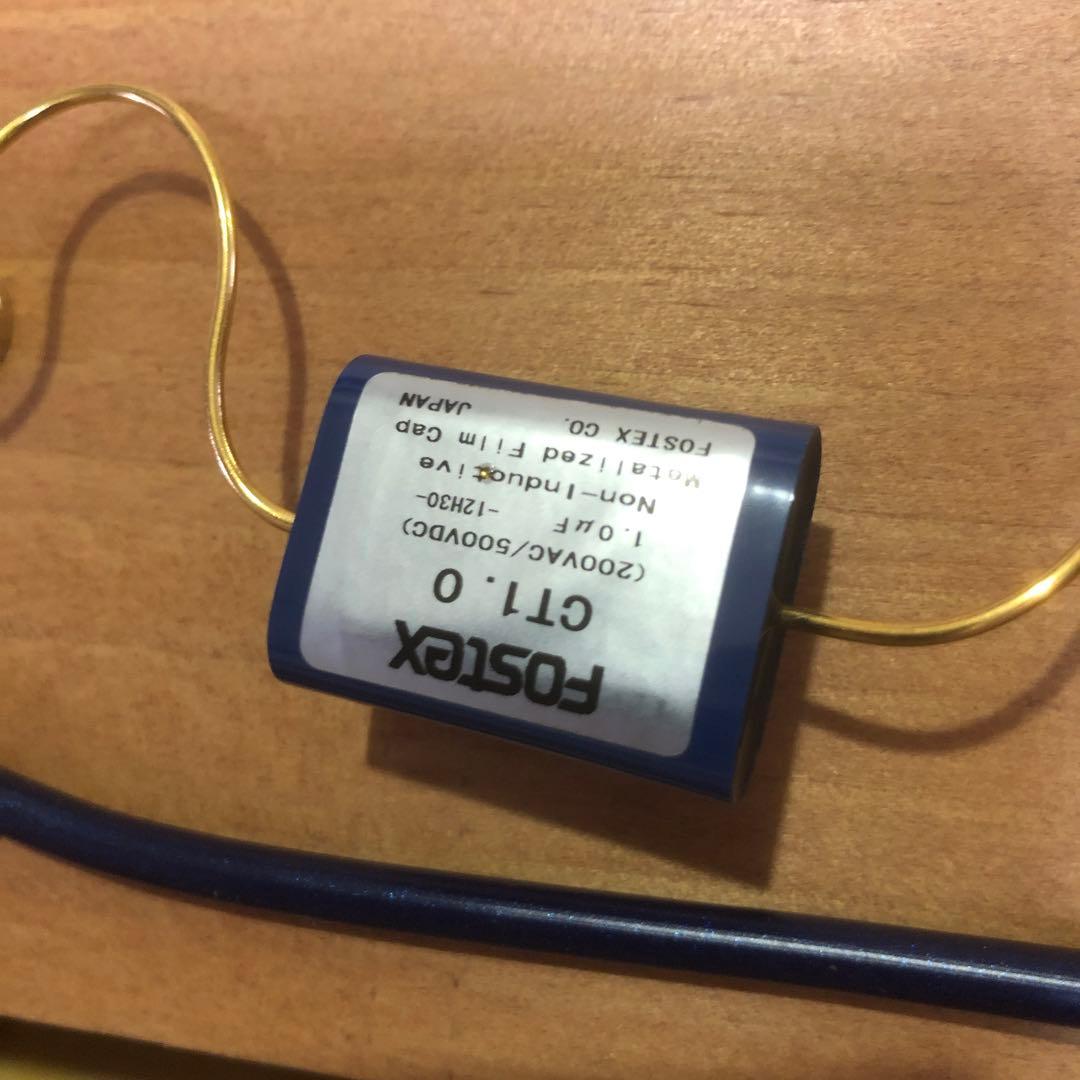 Fostex
CT1.0
(200VAC/500VDC)
1.0μF -12H30-
Non-Inductive
Metalized Film Cap
FOSTEX CO. JAPAN